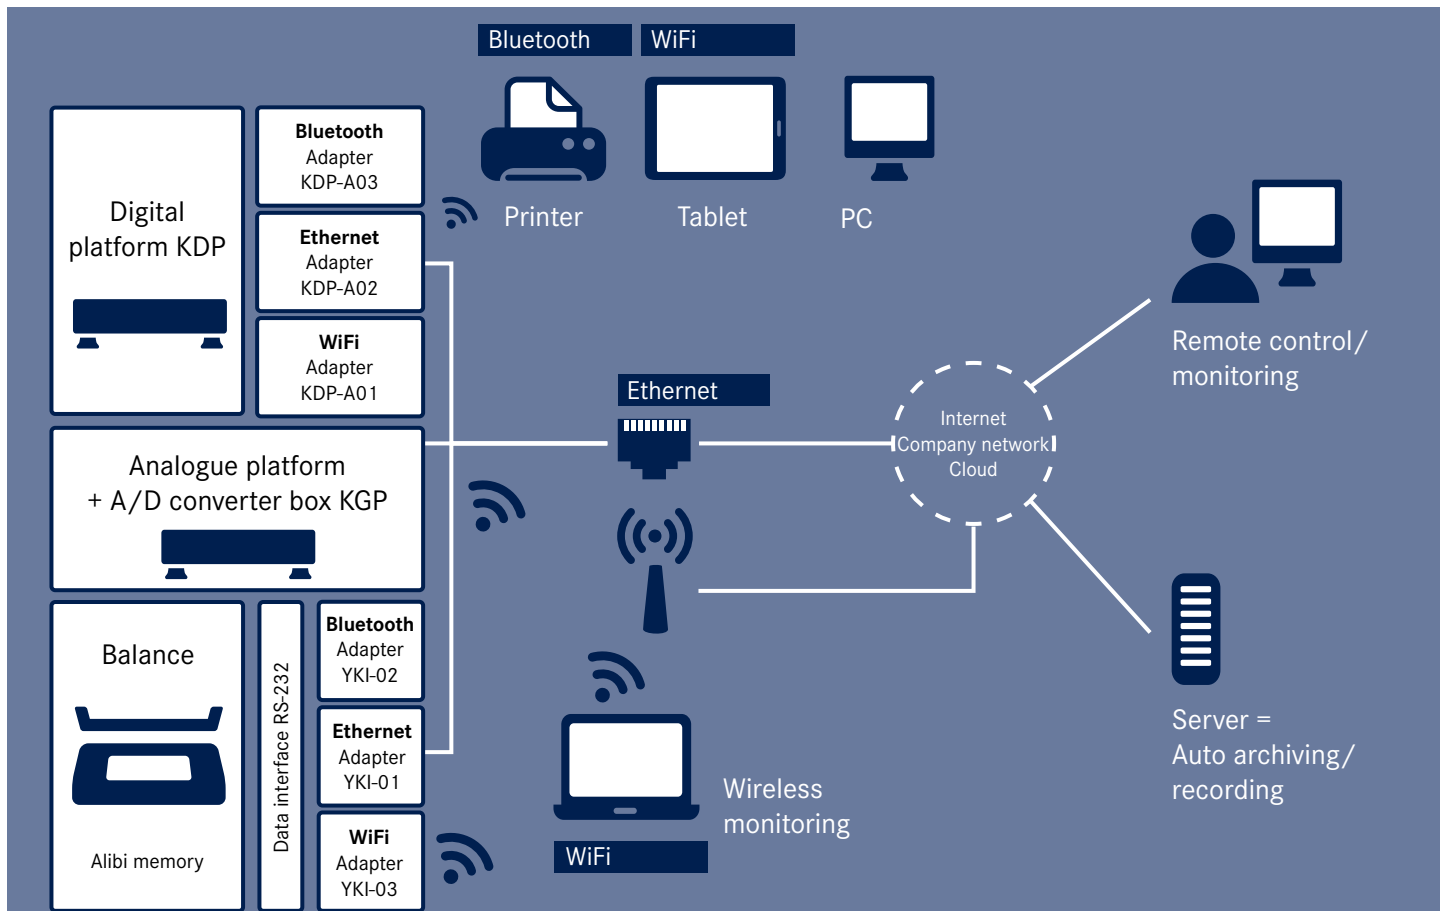 Bluetooth
WiFi
Printer
Tablet
PC
Digital
platform KDP
Bluetooth
Adapter
KDP-A03
Ethernet
Adapter
KDP-A02
WiFi
Adapter
KDP-A01
Analogue platform
+ A/D converter box KGP
Balance
Alibi memory
Data interface RS-232
Bluetooth
Adapter
YKI-02
Ethernet
Adapter
YKI-01
WiFi
Adapter
YKI-03
Ethernet
Internet
Company network
Cloud
Wireless
monitoring
WiFi
Remote control/
monitoring
Server =
Auto archiving/
recording